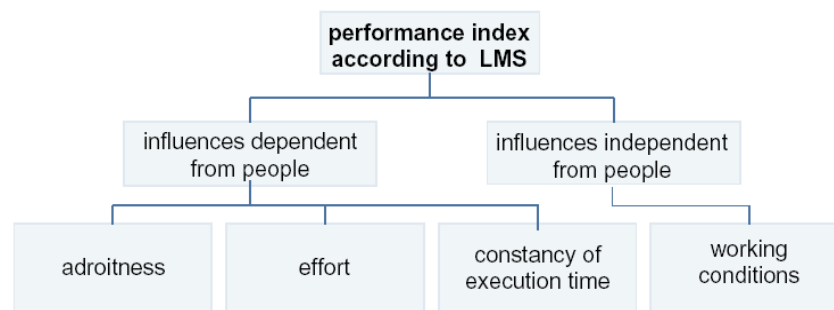 performance index
according to LMS
influences dependent
from people
influences independent
from people
adroitness
effort
constancy of
execution time
working
conditions